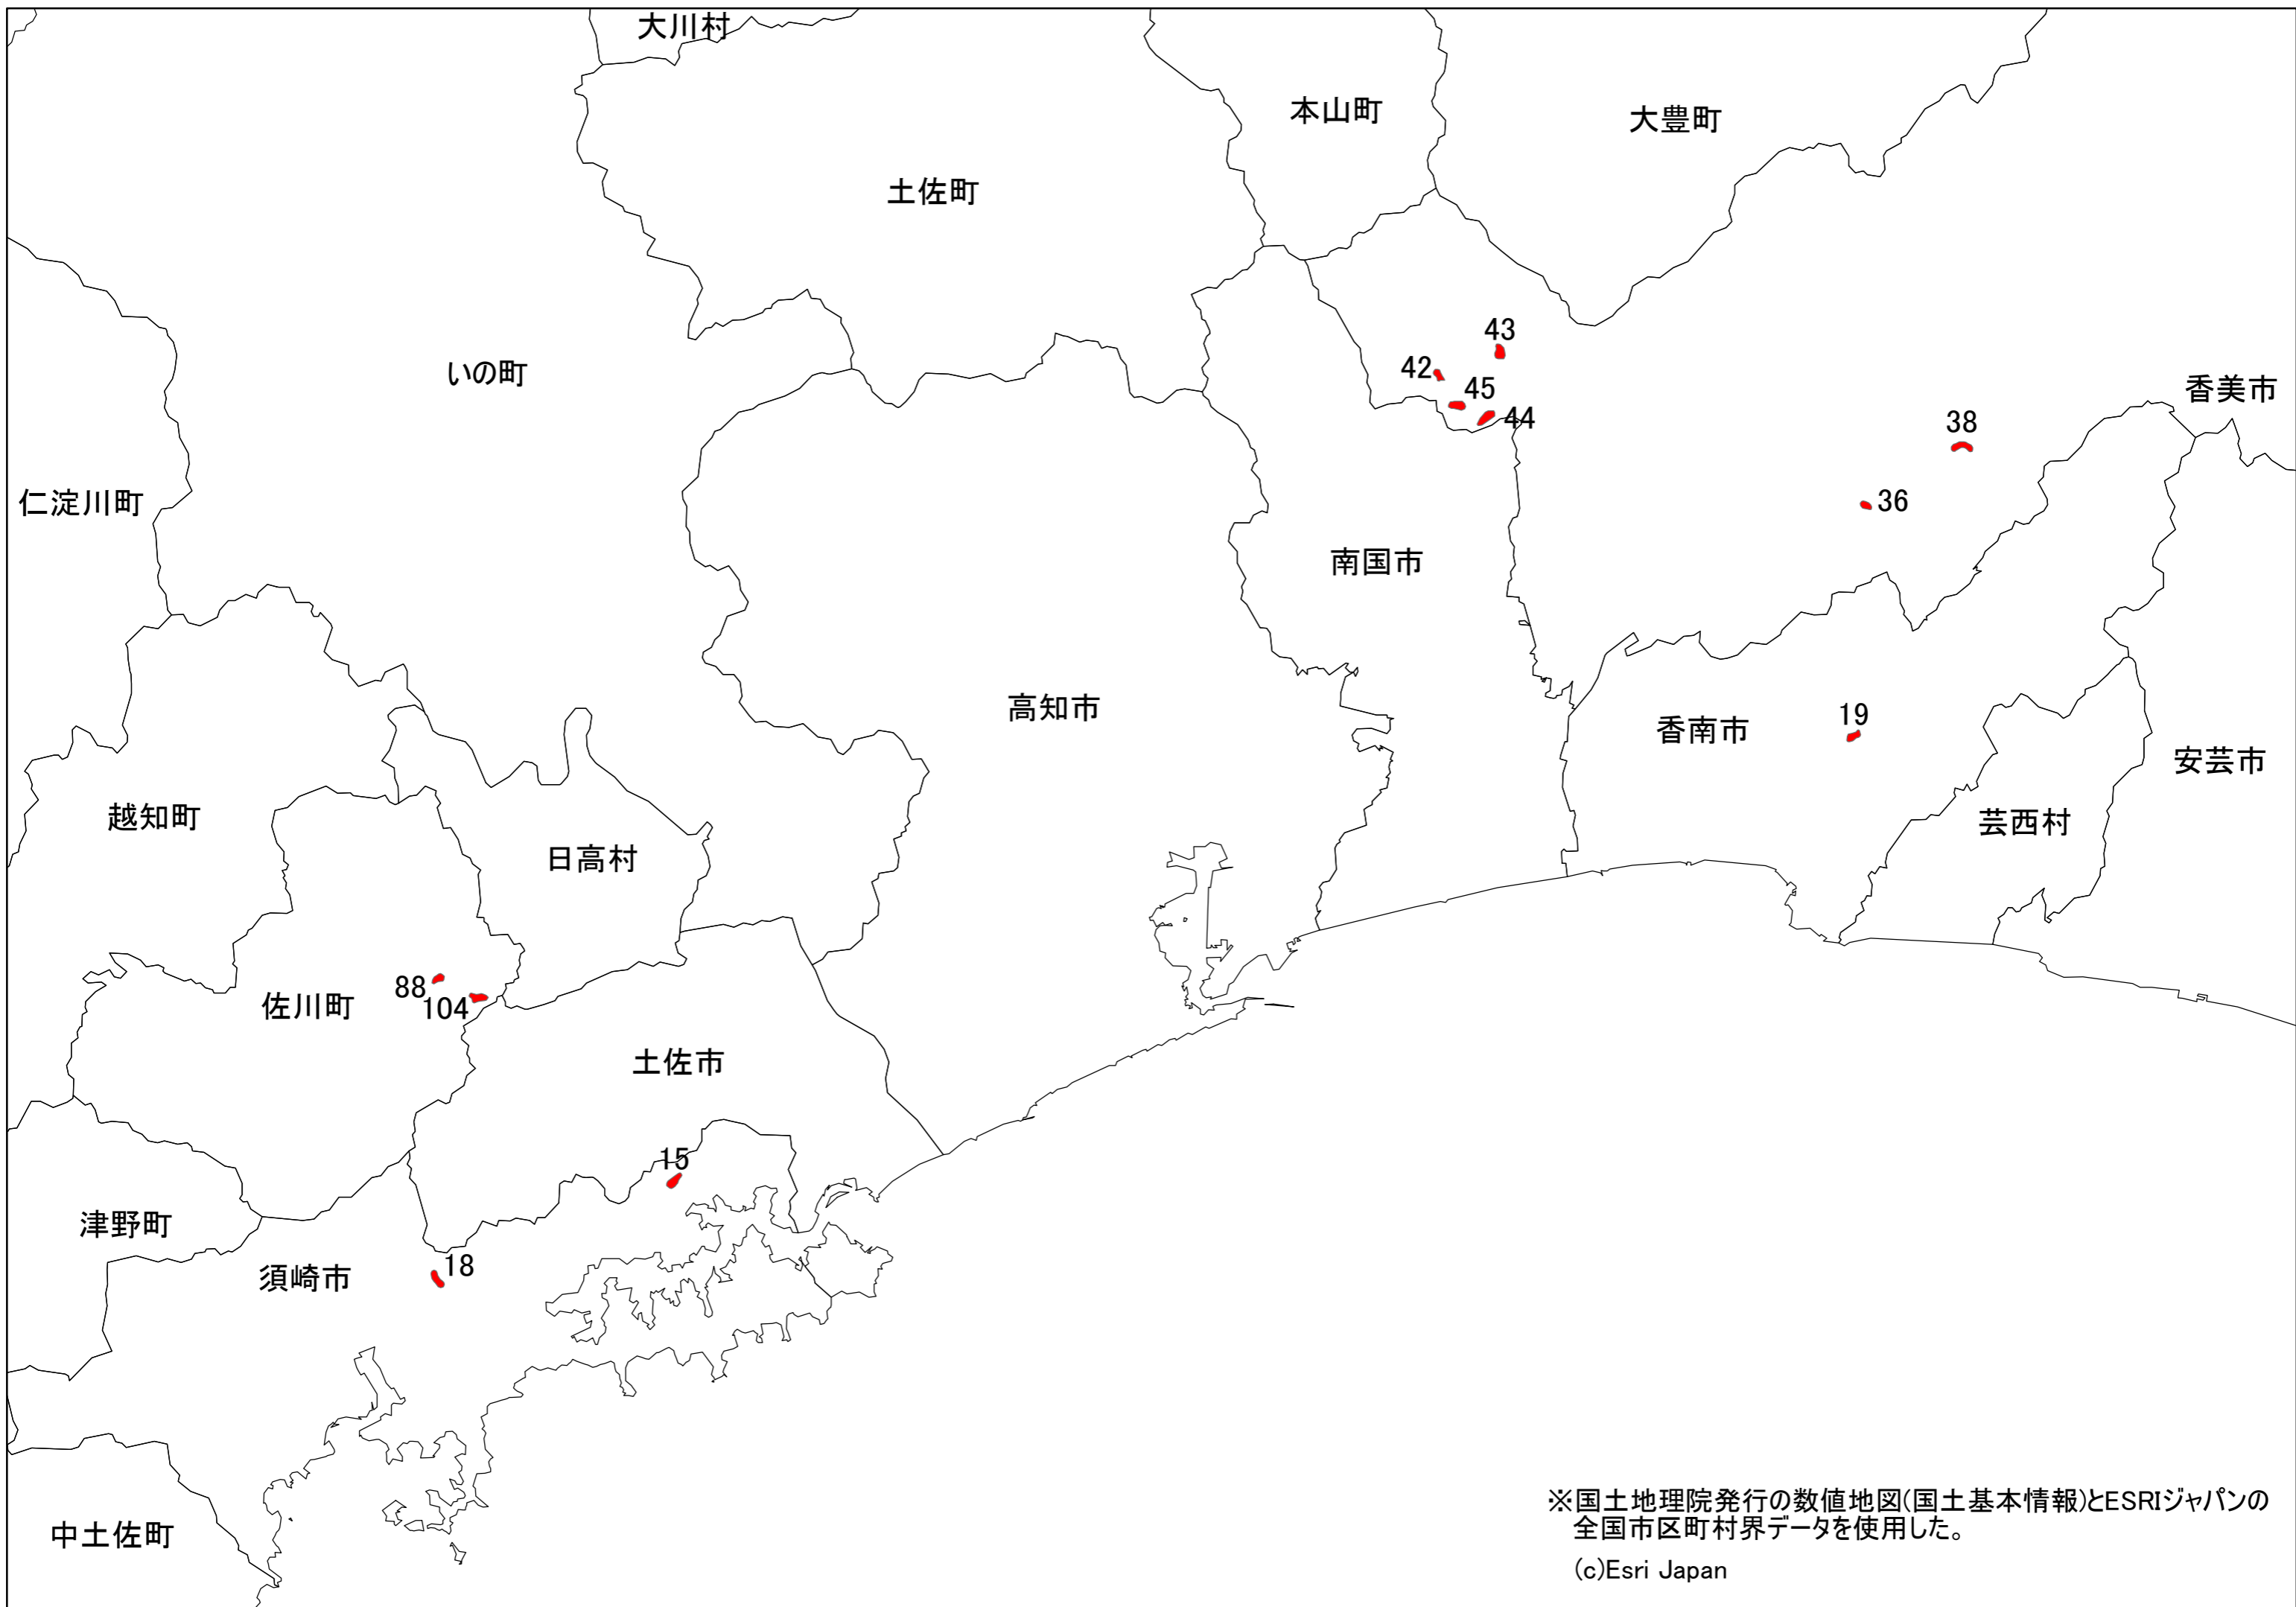 大川村
本山町
大豊町
土佐町
43
42
いの町
45
香美市
44
38
仁淀川町
36
南国市
高知市
19
香南市
安芸市
越知町
芸西村
日高村
88
佐川町
104
土佐市
15
津野町
18
須崎市
※国土地理院発行の数値地図(国土基本情報)とESRIジャパンの
全国市区町村界データを使用した。
中土佐町
(c)Esri Japan